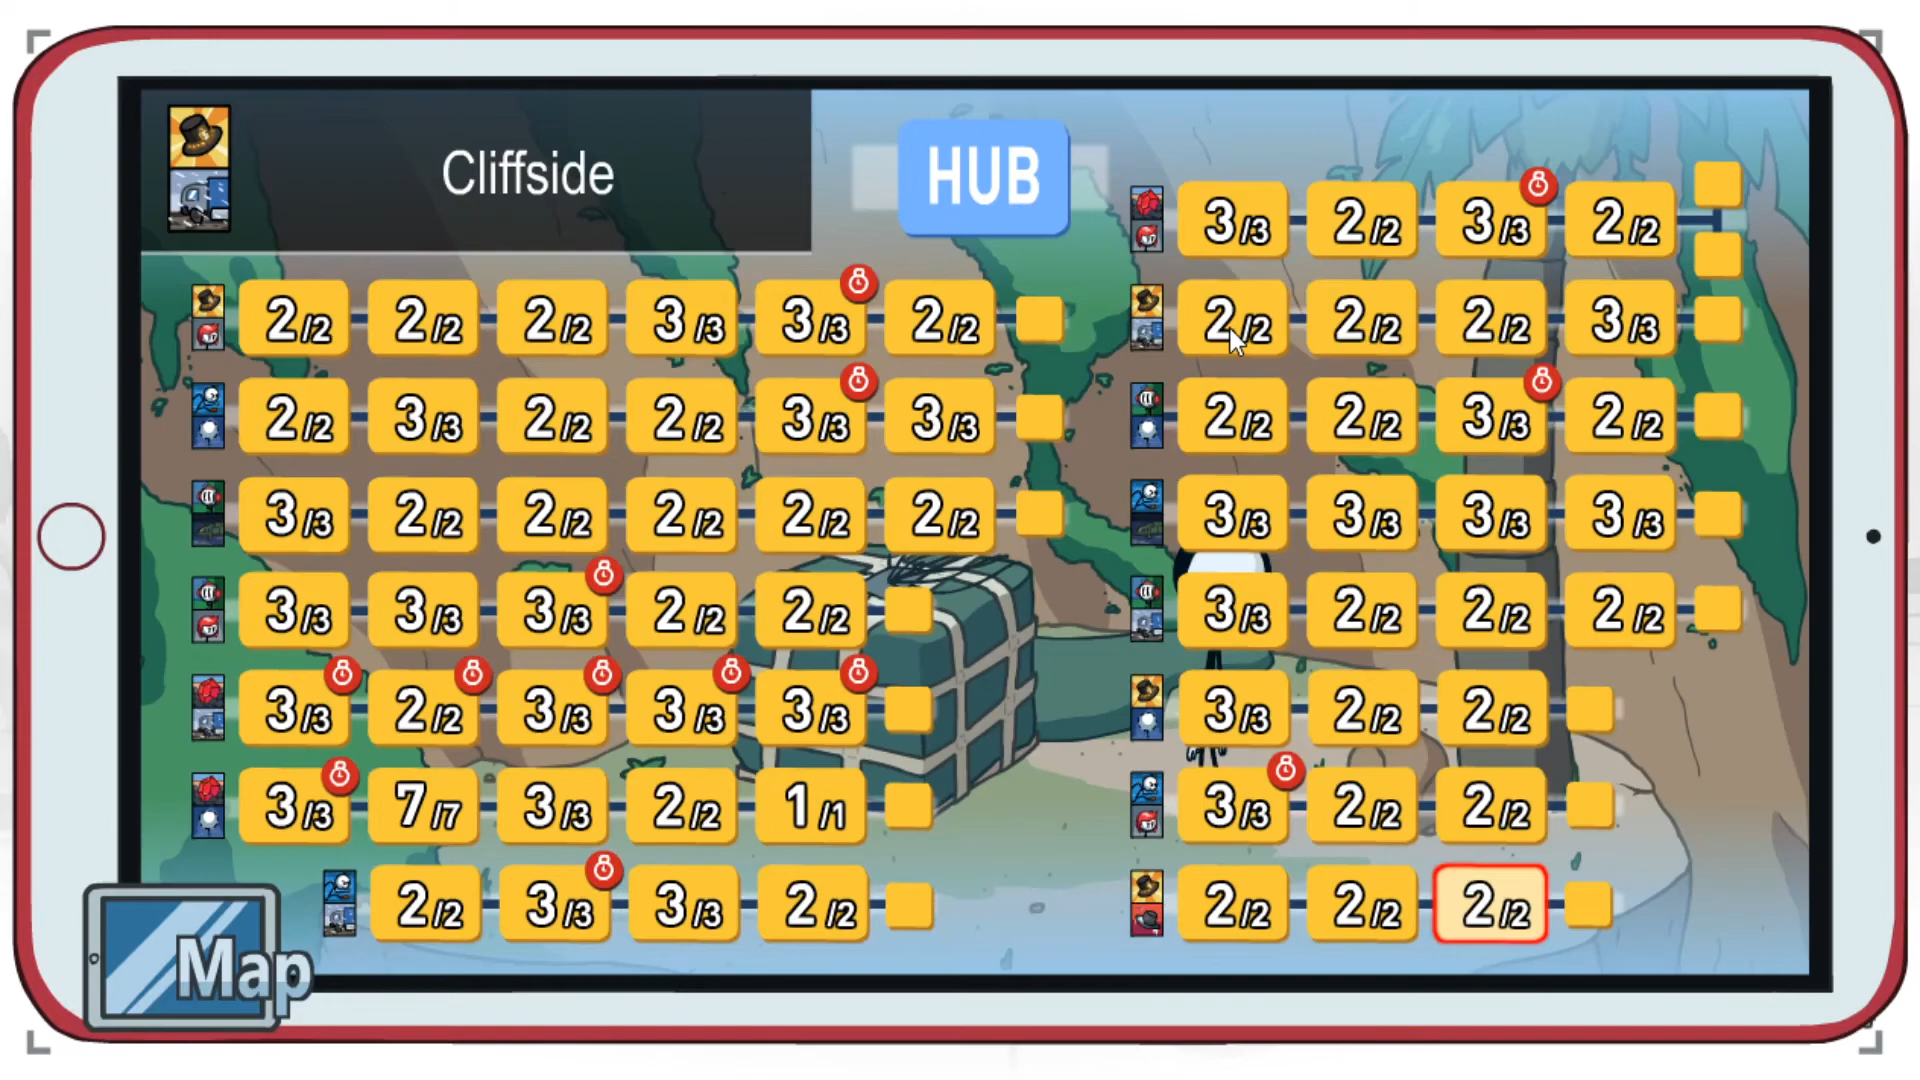 Cliffside
HUB
2/2 2/2 2/2 3/3 3/3 2/2
2/2 3/3 2/2 2/2 3/3 3/3
3/3 2/2 2/2 2/2 2/2 2/2
3/3 3/3 3/3 2/2 2/2
3/3 2/2 3/3 3/3 3/3
3/3 7/7 3/3 2/2 1/1
2/2 3/3 3/3 2/2
3/3 2/2 3/3 2/2
2/2 2/2 2/2 3/3
2/2 2/2 3/3 2/2
3/3 3/3 3/3 3/3
3/3 2/2 2/2 2/2
3/3 2/2 2/2
3/3 2/2 2/2
2/2 2/2 2/2
Map